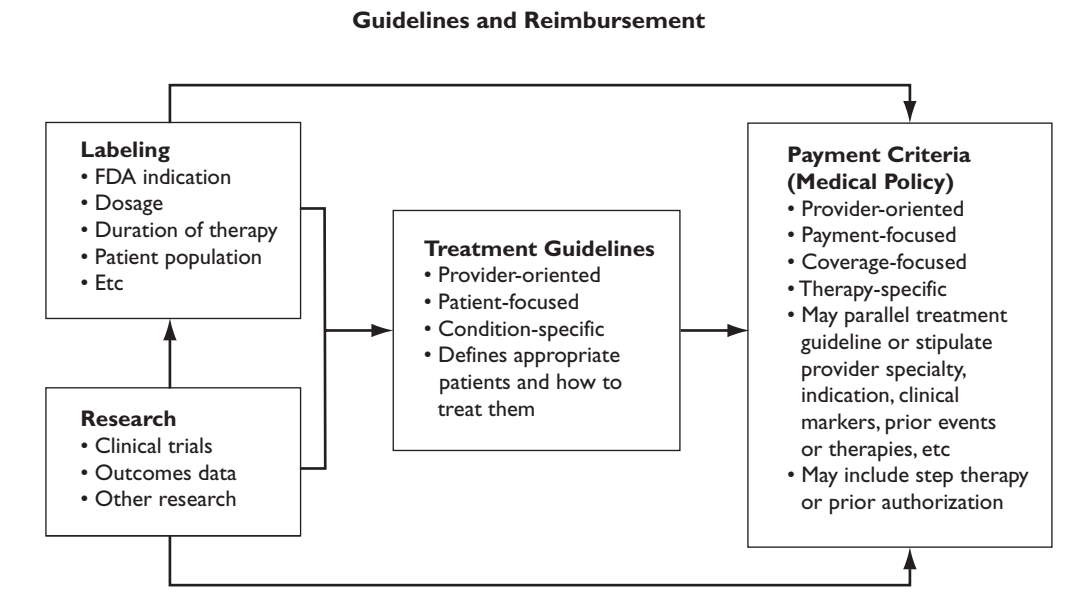 Guidelines and Reimbursement
Labeling
• FDA indication
• Dosage
• Duration of therapy
• Patient population
• Etc
Research
• Clinical trials
• Outcomes data
• Other research
Treatment Guidelines
• Provider-oriented
• Patient-focused
• Condition-specific
• Defines appropriate
patients and how to
treat them
Payment Criteria
(Medical Policy)
• Provider-oriented
• Payment-focused
• Coverage-focused
• Therapy-specific
• May parallel treatment
guideline or stipulate
provider specialty,
indication, clinical
markers, prior events
or therapies, etc
• May include step therapy
or prior authorization